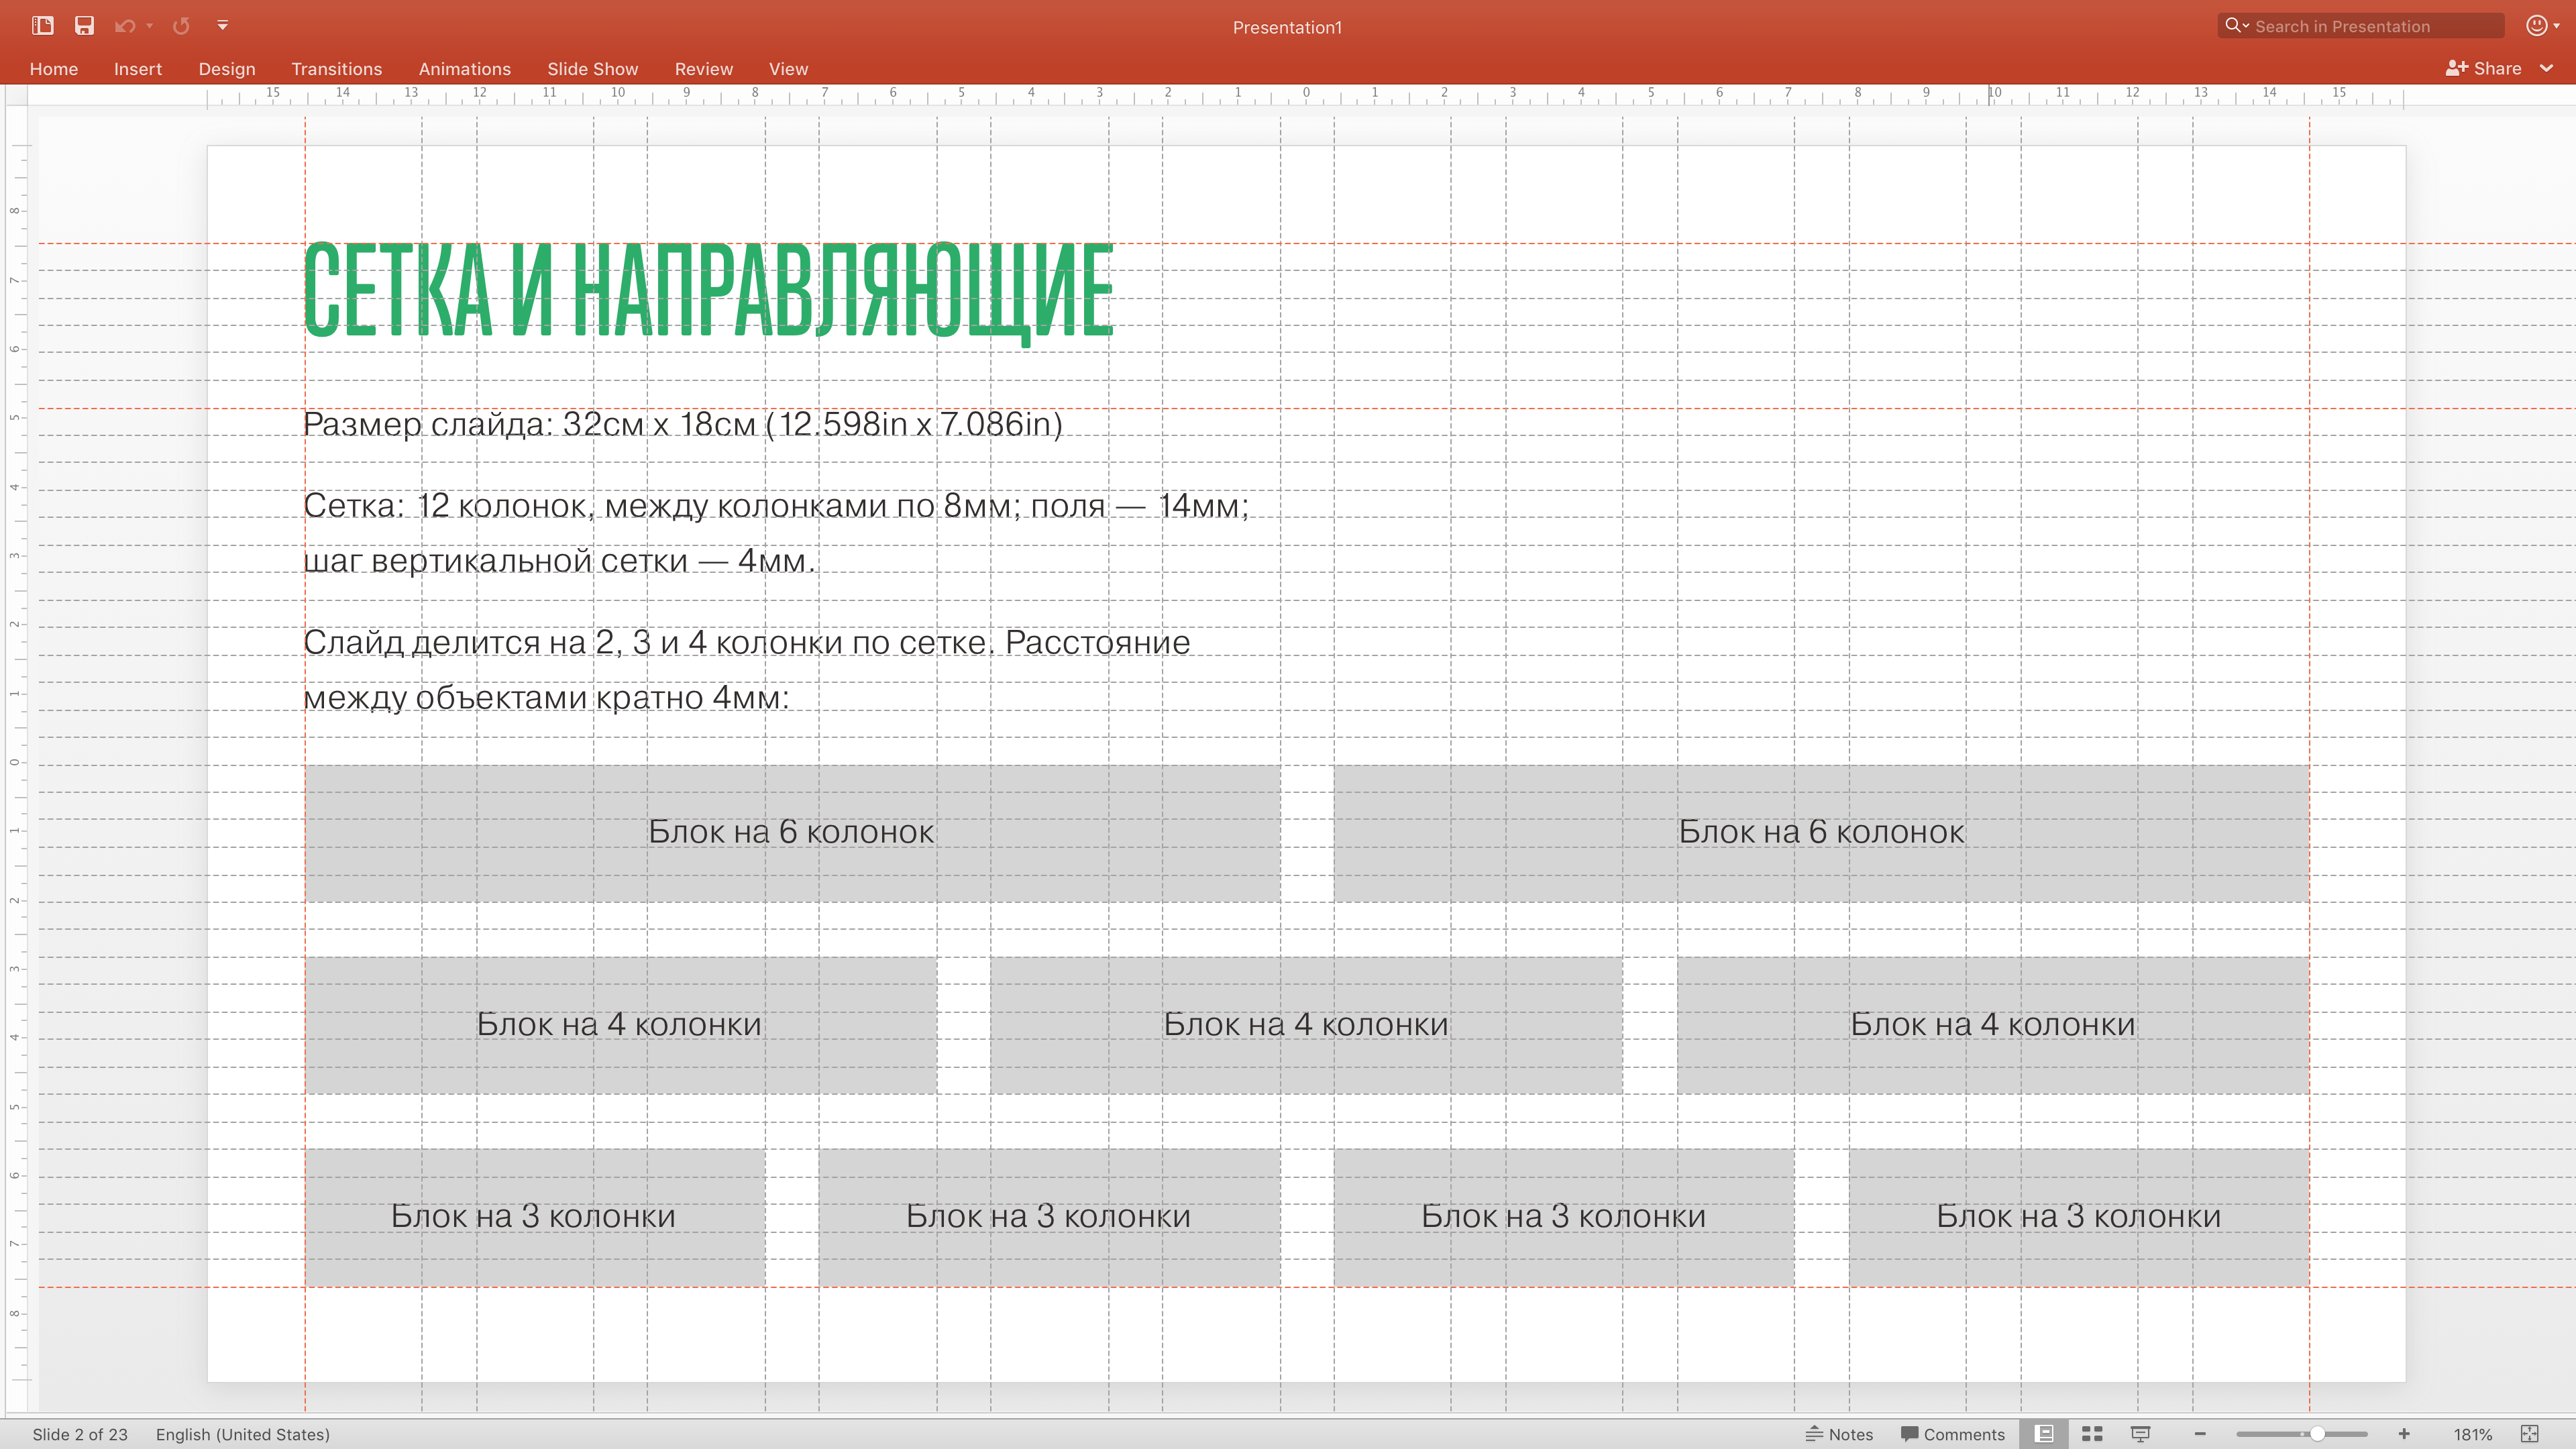 Presentation1
Search in Presentation
Home Insert Design Transitions Animations Slide Show Review View Share
15 14 13 12 11 10 9 8 7 6 5 4 3 2 1 0 1 2 3 4 5 6 7 8 9 10 11 12 13 14 15
8
7
6
5
4
3
2
1
0
1
2
3
4
5
6
7
8
СЕТКА И НАПРАВЛЯЮЩИЕ
Размер слайда: 32см x 18см (12.598in x 7.086in)
Сетка: 12 колонок, между колонками по 8мм; поля — 14мм;
шаг вертикальной сетки — 4мм.
Слайд делится на 2, 3 и 4 колонки по сетке. Расстояние
между объектами кратно 4мм:
Блок на 6 колонок Блок на 6 колонок
Блок на 4 колонки Блок на 4 колонки Блок на 4 колонки
Блок на 3 колонки Блок на 3 колонки Блок на 3 колонки Блок на 3 колонки
Slide 2 of 23 English (United States) Notes Comments 181%